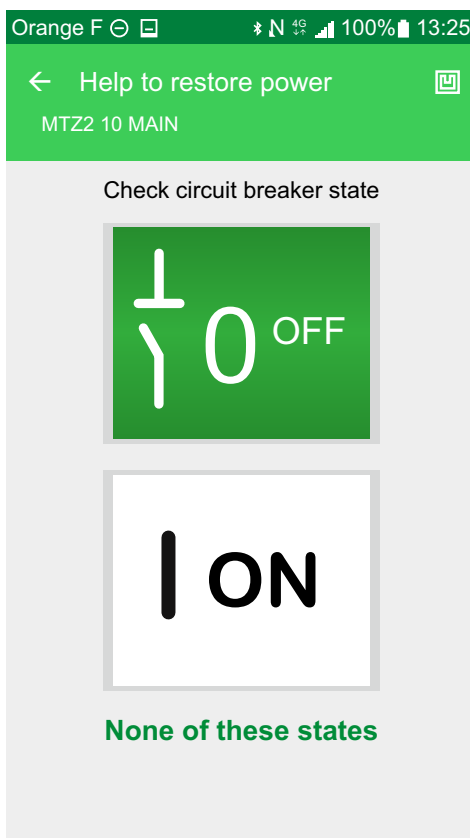 Orange F 4G 100% 13:25
Help to restore power
MTZ2 10 MAIN
Check circuit breaker state
0 OFF
I ON
None of these states